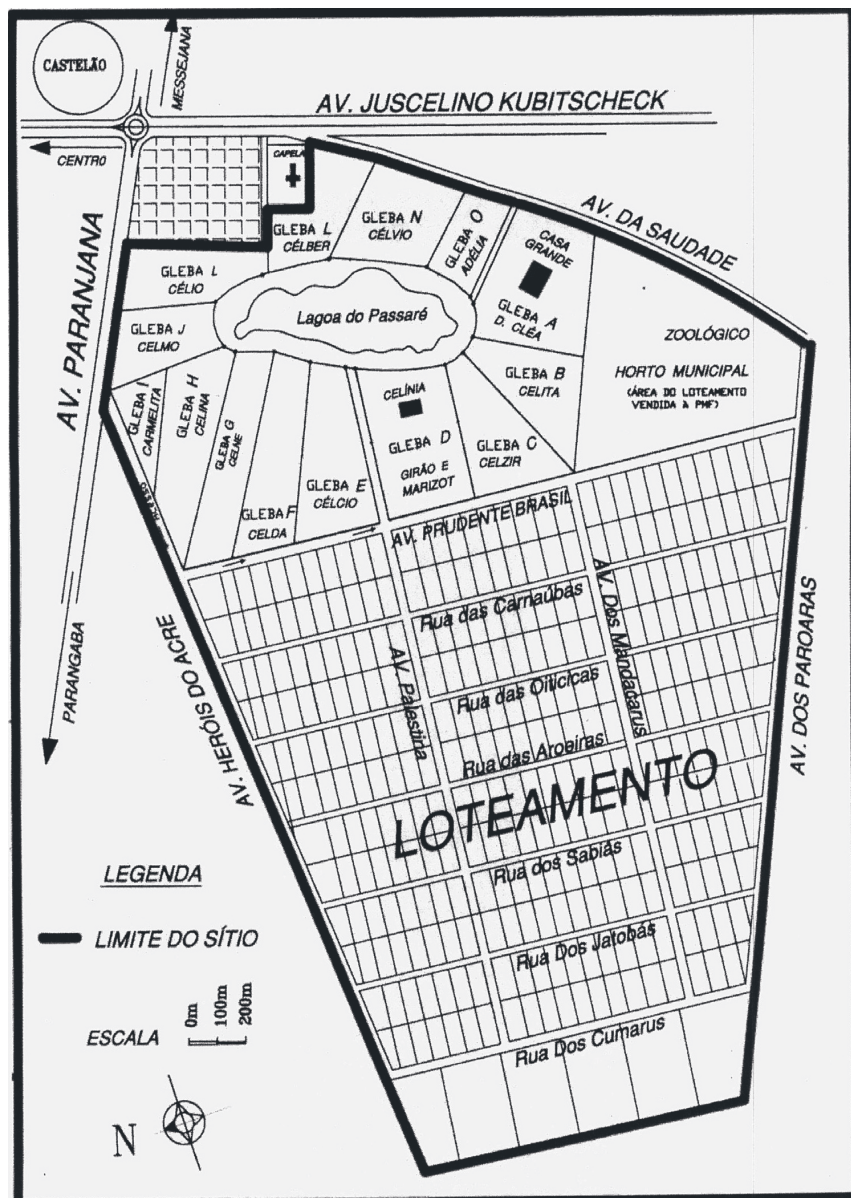 CASTELÃO
MESSEJANA
AV. JUSCELINO KUBITSCHECK
CENTRO
CAPELA
AV. PARANJANA
AV. DA SAUDADE
GLEBA L
CÉLBER
GLEBA N
CÉLVIO
GLEBA O
ADÉLIA
CASA
GRANDE
GLEBA A
D. CLÉA
GLEBA L
CÉLIO
Lagoa do Passaré
ZOOLÓGICO
HORTO MUNICIPAL
(ÁREA DO LOTEAMENTO
VENDIDA À PMF)
GLEBA J
CELMO
GLEBA B
CELITA
GLEBA I
CARMELITA
GLEBA H
CELINA
GLEBA G
CELNE
GLEBA F
CELDA
GLEBA E
CÉLCIO
CELÍNIA
GLEBA D
GIRÃO E
MARIZOT
GLEBA C
CELZIR
AV. PRUDENTE BRASIL
Rua das Carnaúbas
AV. Dos Mandacarus
AV. Palestina
Rua das Oiticicas
Rua das Aroeiras
AV. DOS PAROARAS
PARANGABA
AV. HERÓIS DO ACRE
LOTEAMENTO
Rua dos Sabiás
Rua Dos Jatobás
Rua Dos Cumarus
LEGENDA
LIMITE DO SÍTIO
ESCALA
0m
100m
200m
N